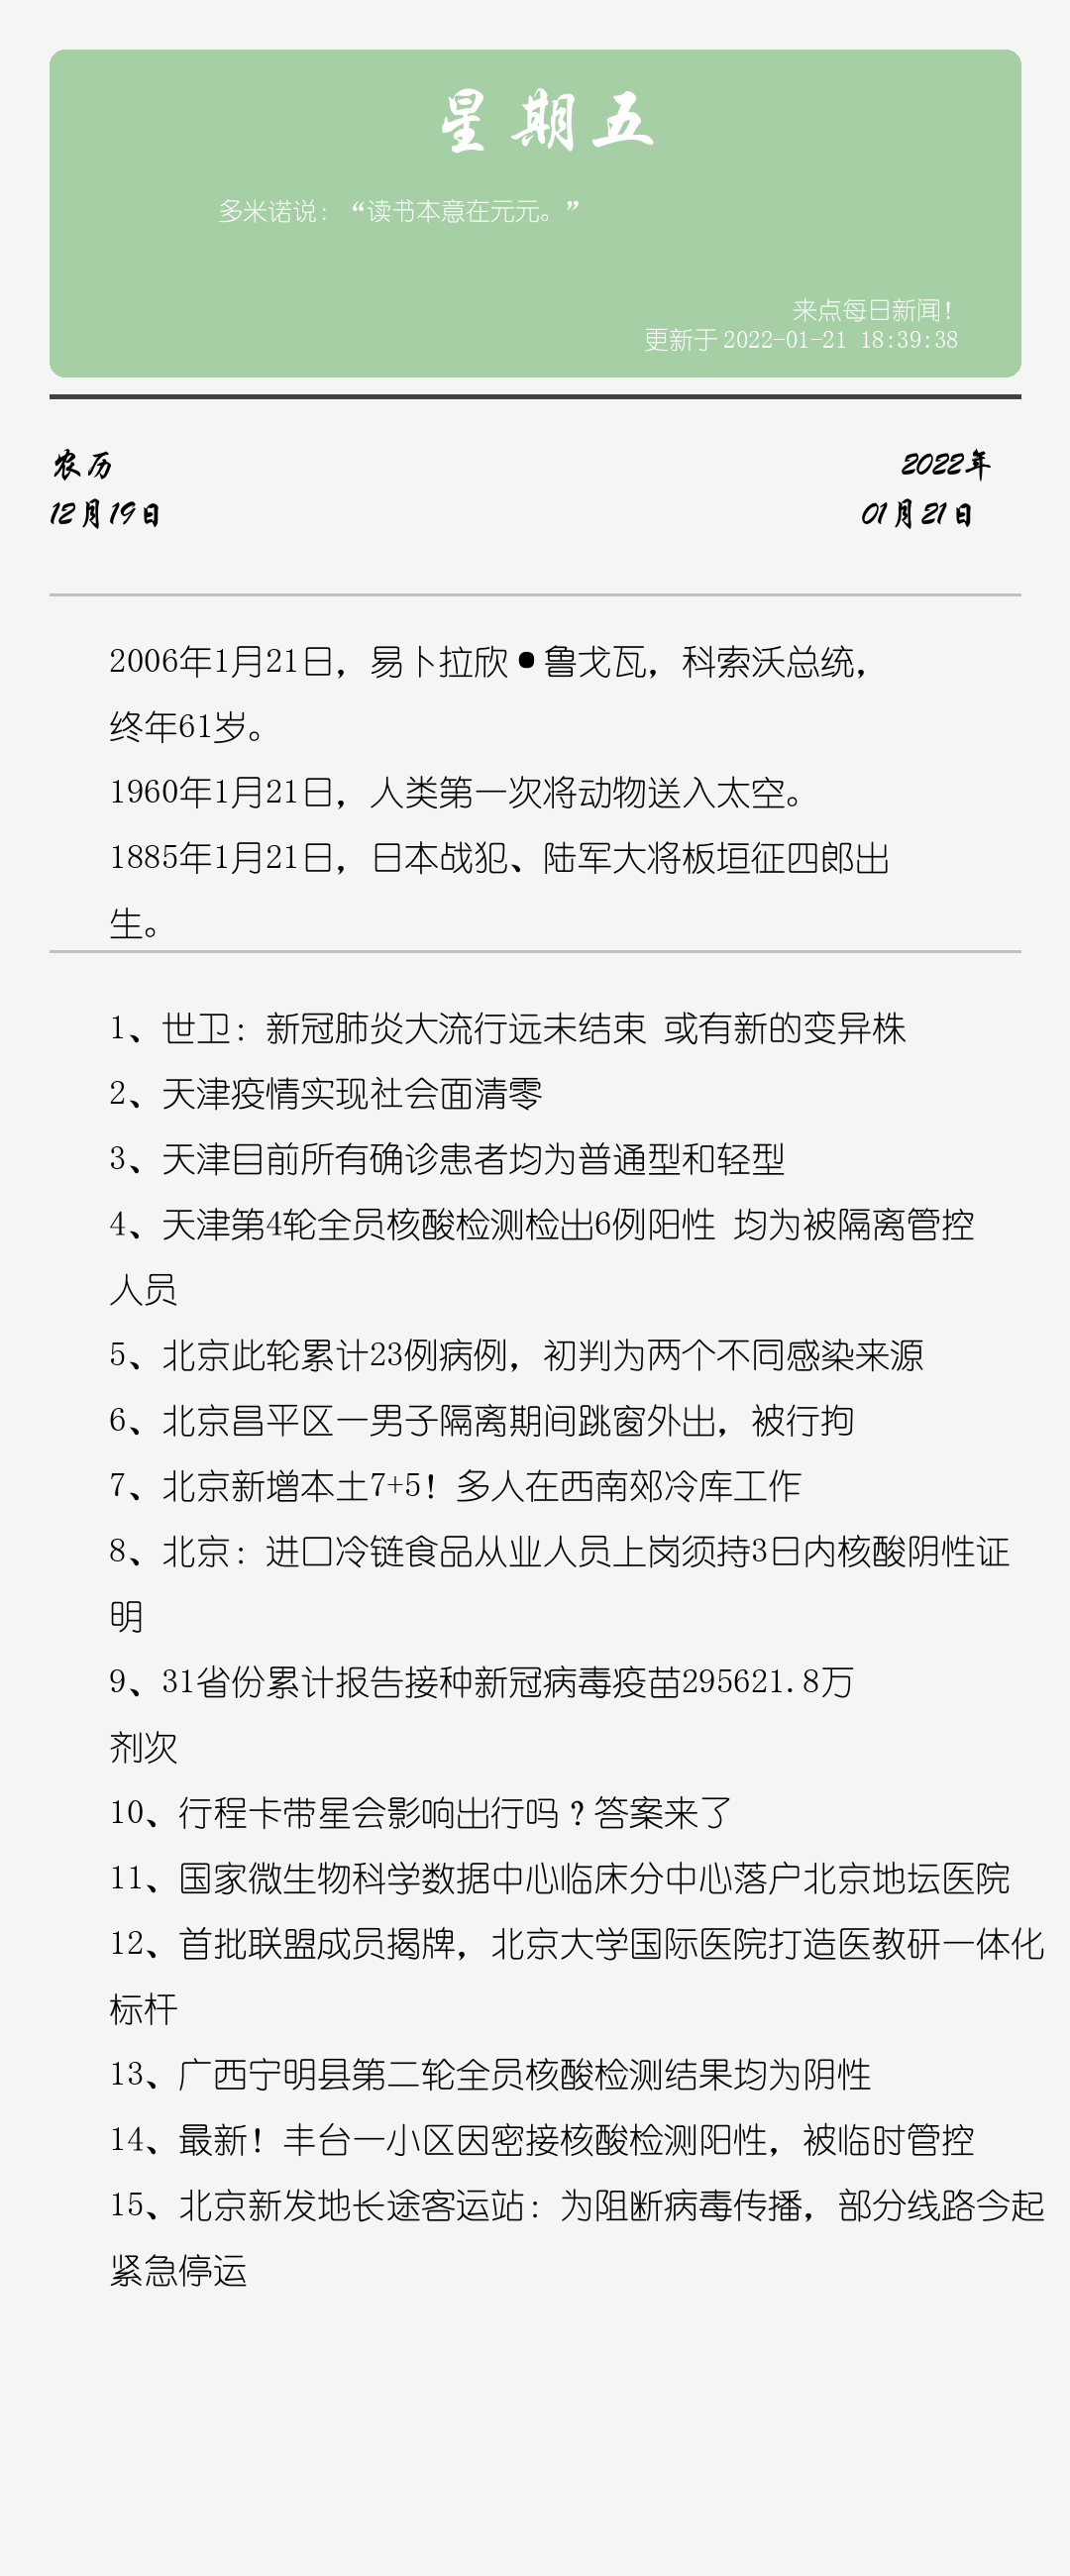 星期五
多米诺说：“读书本意在元元。”
来点每日新闻！
更新于 2022-01-21 18:39:38
农历 2022年
12月19日 01月21日
2006年1月21日，易卜拉欣•鲁戈瓦，科索沃总统，
终年61岁。
1960年1月21日，人类第一次将动物送入太空。
1885年1月21日，日本战犯、陆军大将板垣征四郎出
生。
1、世卫：新冠肺炎大流行远未结束 或有新的变异株
2、天津疫情实现社会面清零
3、天津目前所有确诊患者均为普通型和轻型
4、天津第4轮全员核酸检测检出6例阳性 均为被隔离管控
人员
5、北京此轮累计23例病例，初判为两个不同感染来源
6、北京昌平区一男子隔离期间跳窗外出，被行拘
7、北京新增本土7+5！多人在西南郊冷库工作
8、北京：进口冷链食品从业人员上岗须持3日内核酸阴性证
明
9、31省份累计报告接种新冠病毒疫苗295621.8万
剂次
10、行程卡带星会影响出行吗？答案来了
11、国家微生物科学数据中心临床分中心落户北京地坛医院
12、首批联盟成员揭牌，北京大学国际医院打造医教研一体化
标杆
13、广西宁明县第二轮全员核酸检测结果均为阴性
14、最新！丰台一小区因密接核酸检测阳性，被临时管控
15、北京新发地长途客运站：为阻断病毒传播，部分线路今起
紧急停运